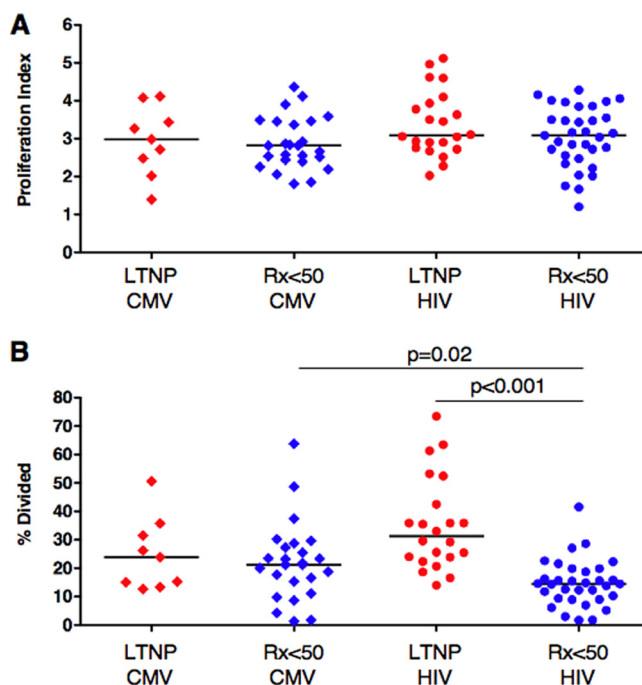 A
Proliferation Index
6
5
4
3
2
1
0
LTNP Rx<50 LTNP Rx<50
CMV CMV HIV HIV
B
p=0.02
p<0.001
% Divided
80
70
60
50
40
30
20
10
0
LTNP Rx<50 LTNP Rx<50
CMV CMV HIV HIV